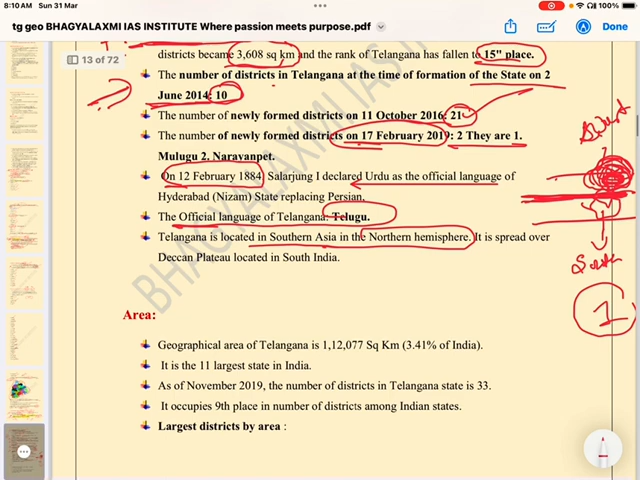 8:10 AM Sun 31 Mar
tg geo BHAGYALAXMI IAS INSTITUTE Where passion meets purpose.pdf
Done
13 of 72
districts became 3,608 sq km and the rank of Telangana has fallen to 15" place.
The number of districts in Telangana at the time of formation of the State on 2
June 2014: 10
The number of newly formed districts on 11 October 2016: 21
The number of newly formed districts on 17 February 2019: 2 They are 1.
Mulugu 2. Narayanpet.
On 12 February 1884, Salarjung I declared Urdu as the official language of
Hyderabad (Nizam) State replacing Persian.
The Official language of Telangana: Telugu.
Telangana is located in Southern Asia in the Northern hemisphere. It is spread over
Deccan Plateau located in South India.
South
1
Area:
Geographical area of Telangana is 1,12,077 Sq Km (3.41% of India).
It is the 11 largest state in India.
As of November 2019, the number of districts in Telangana state is 33.
It occupies 9th place in number of districts among Indian states.
Largest districts by area :
BHAGYALAXMI IAS INS